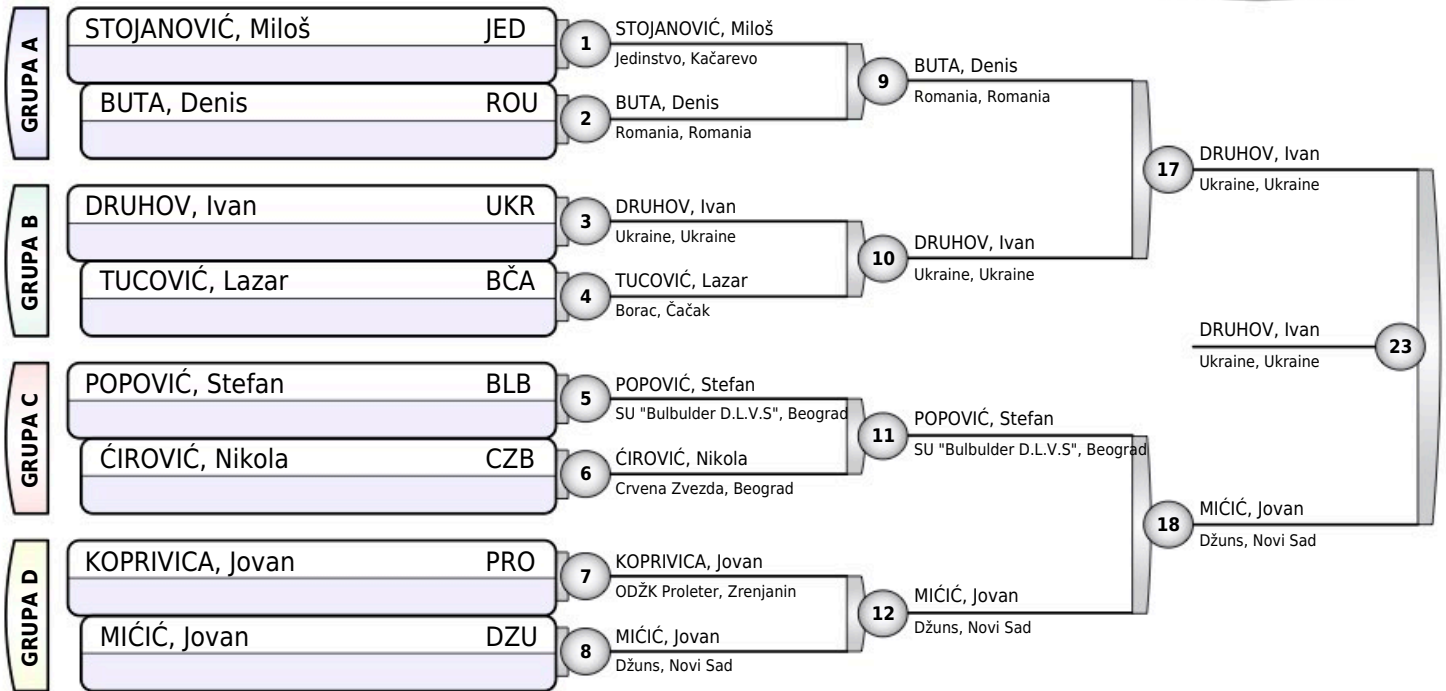 GRUPA A
STOJANOVIĆ, Miloš JED
BUTA, Denis ROU
GRUPA B
DRUHOV, Ivan UKR
TUCOVIĆ, Lazar BČA
GRUPA C
POPOVIĆ, Stefan BLB
ĆIROVIĆ, Nikola CZB
GRUPA D
KOPRIVICA, Jovan PRO
MIĆIĆ, Jovan DZU
1
STOJANOVIĆ, Miloš
Jedinstvo, Kačarevo
2
BUTA, Denis
Romania, Romania
3
DRUHOV, Ivan
Ukraine, Ukraine
4
TUCOVIĆ, Lazar
Borac, Čačak
5
POPOVIĆ, Stefan
SU "Bulbulder D.L.V.S", Beograd
6
ĆIROVIĆ, Nikola
Crvena Zvezda, Beograd
7
KOPRIVICA, Jovan
ODŽK Proleter, Zrenjanin
8
MIĆIĆ, Jovan
Džuns, Novi Sad
9
BUTA, Denis
Romania, Romania
10
DRUHOV, Ivan
Ukraine, Ukraine
11
POPOVIĆ, Stefan
SU "Bulbulder D.L.V.S", Beograd
12
MIĆIĆ, Jovan
Džuns, Novi Sad
17
DRUHOV, Ivan
Ukraine, Ukraine
18
MIĆIĆ, Jovan
Džuns, Novi Sad
DRUHOV, Ivan
Ukraine, Ukraine
23